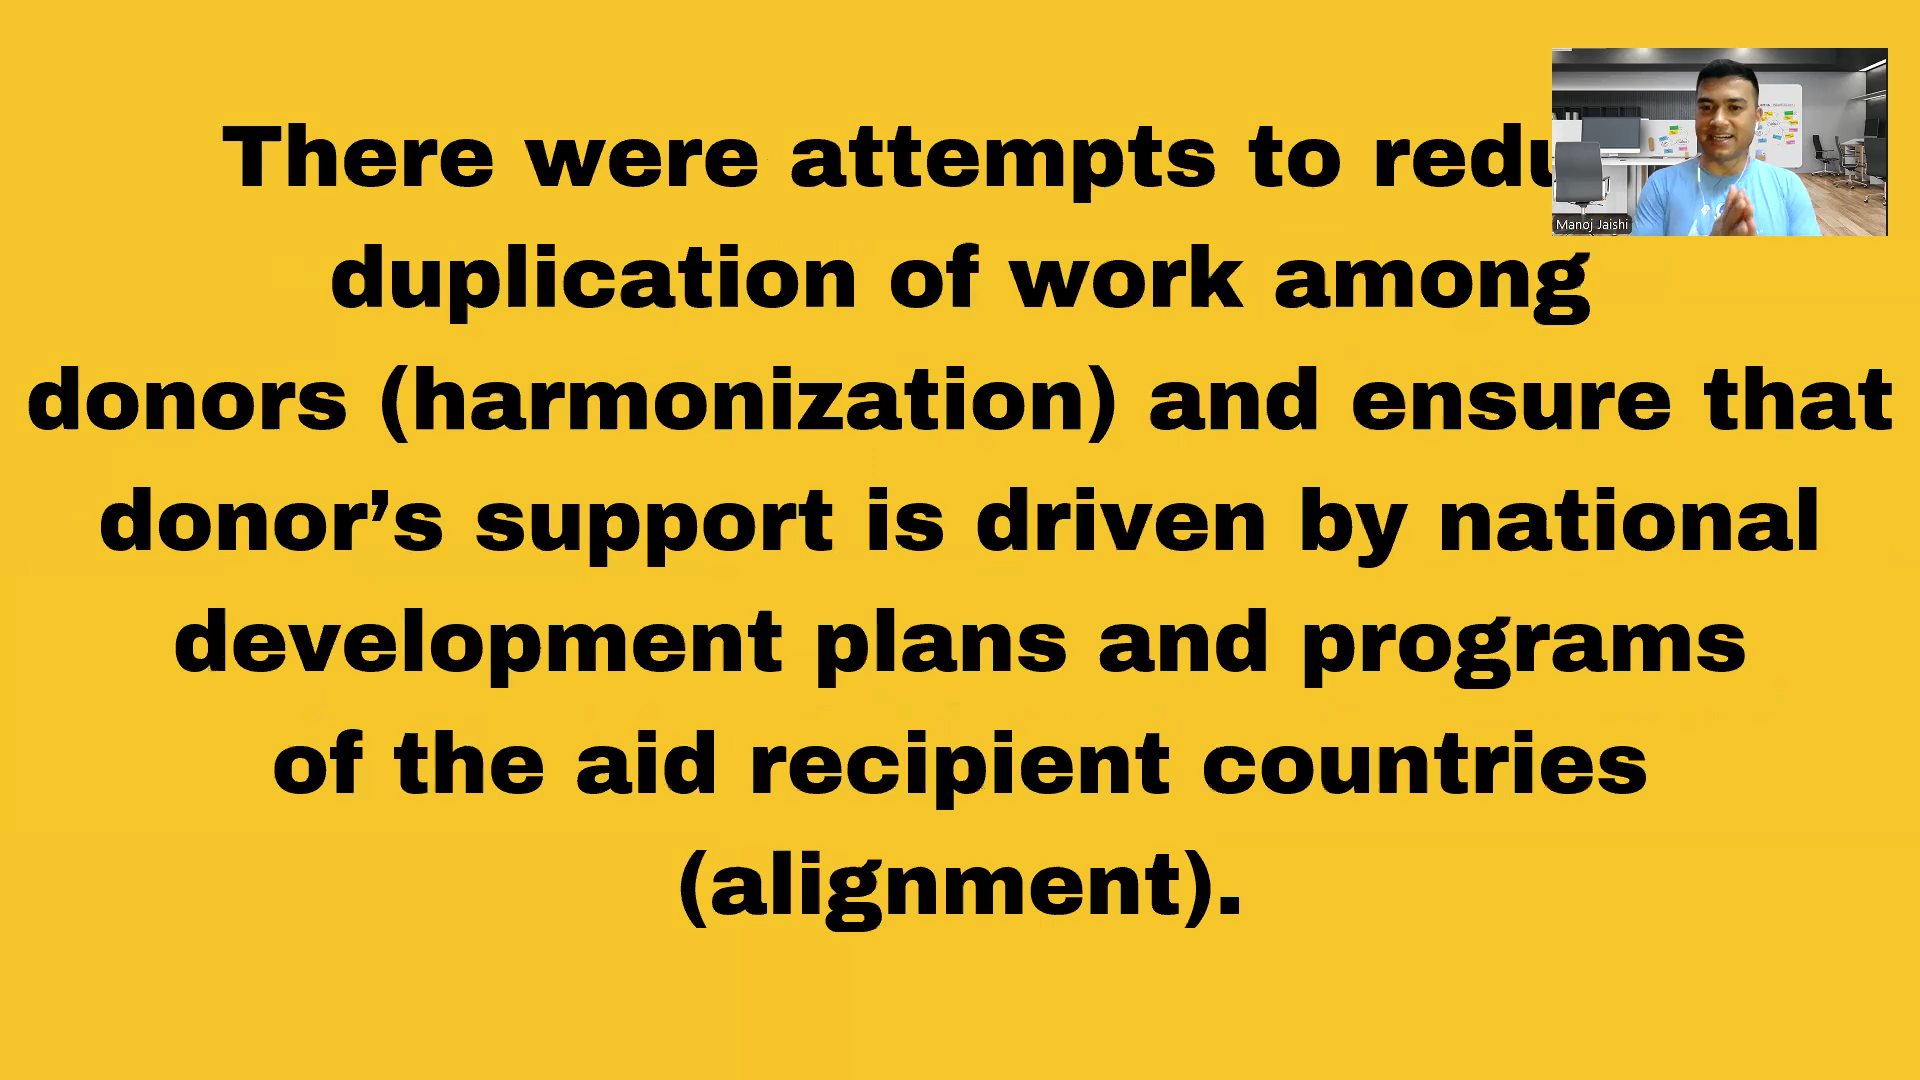 There were attempts to redu
duplication of work among
donors (harmonization) and ensure that
donor’s support is driven by national
development plans and programs
of the aid recipient countries
(alignment).
Manoj Jaishi